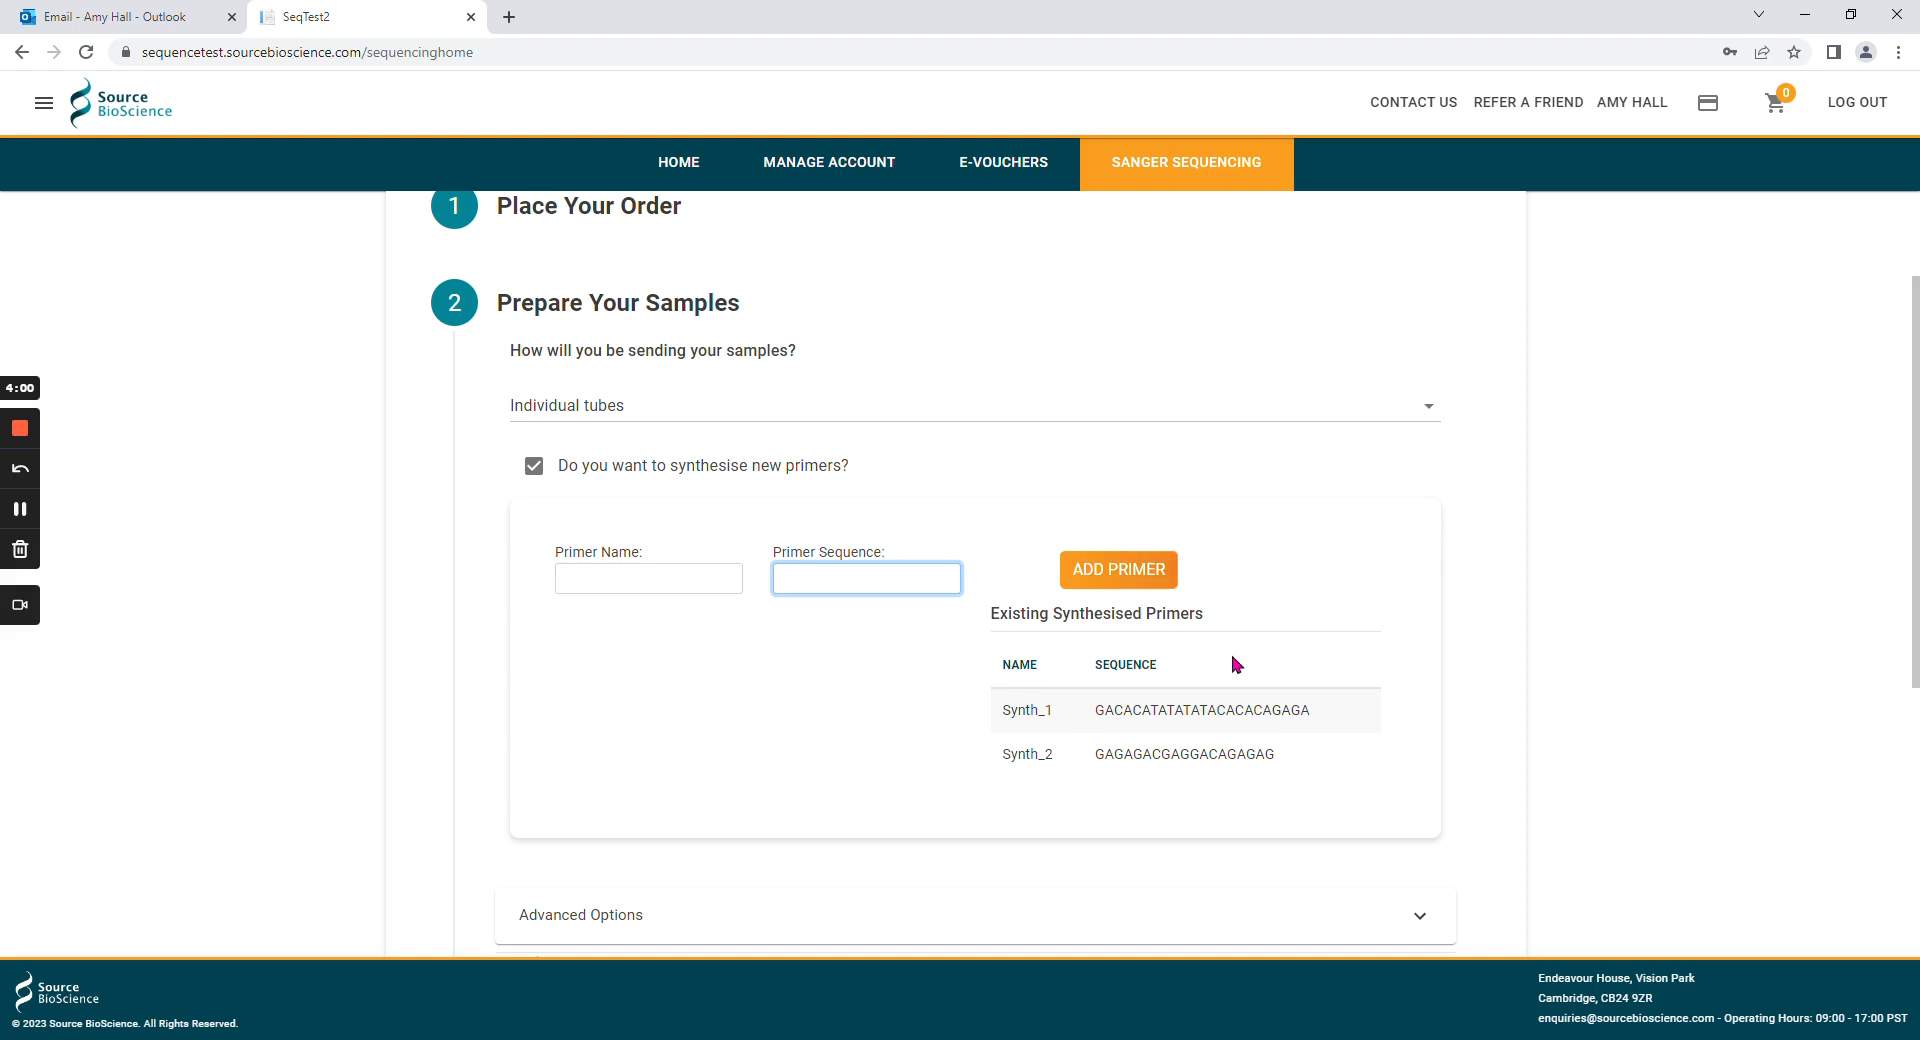 Email - Amy Hall - Outlook
SeqTest2
sequencetest.sourcebioscience.com/sequencinghome
Source
BioScience
CONTACT US
REFER A FRIEND
AMY HALL
0
LOG OUT
HOME
MANAGE ACCOUNT
E-VOUCHERS
SANGER SEQUENCING
1
Place Your Order
2
Prepare Your Samples
How will you be sending your samples?
4:00
Individual tubes
Do you want to synthesise new primers?
Primer Name:
Primer Sequence:
ADD PRIMER
Existing Synthesised Primers
NAME SEQUENCE
Synth_1 GACACATATATATACACACAGAGA
Synth_2 GAGAGACGAGGACAGAGAG
Advanced Options
Source
BioScience
© 2023 Source BioScience. All Rights Reserved.
Endeavour House, Vision Park
Cambridge, CB24 9ZR
enquiries@sourcebioscience.com - Operating Hours: 09:00 - 17:00 PST